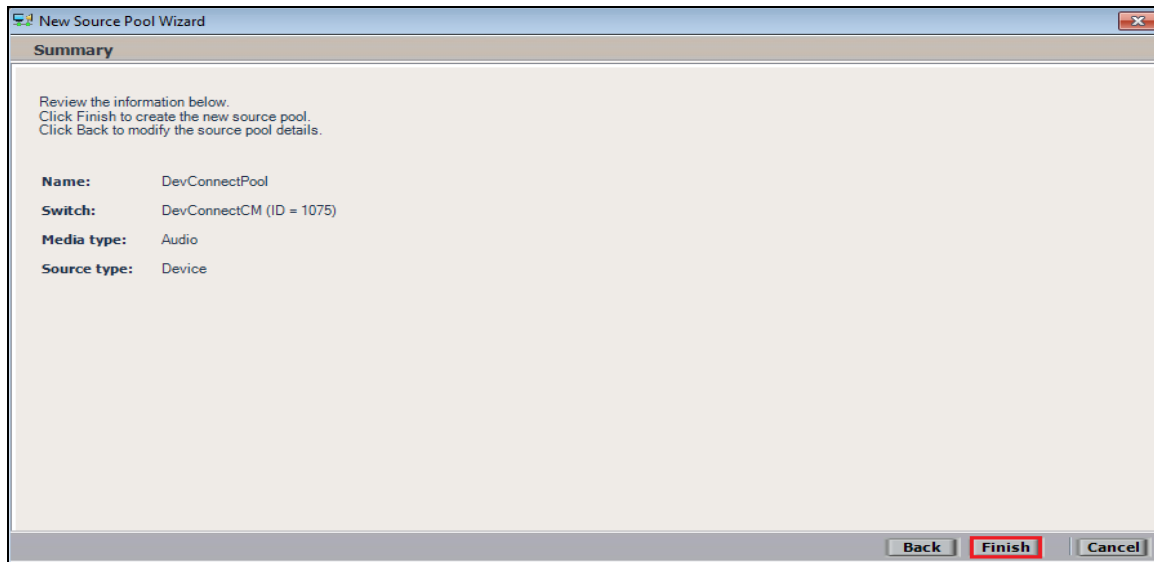 New Source Pool Wizard
Summary
Review the information below.
Click Finish to create the new source pool.
Click Back to modify the source pool details.
Name: DevConnectPool
Switch: DevConnectCM (ID = 1075)
Media type: Audio
Source type: Device
Back Finish Cancel